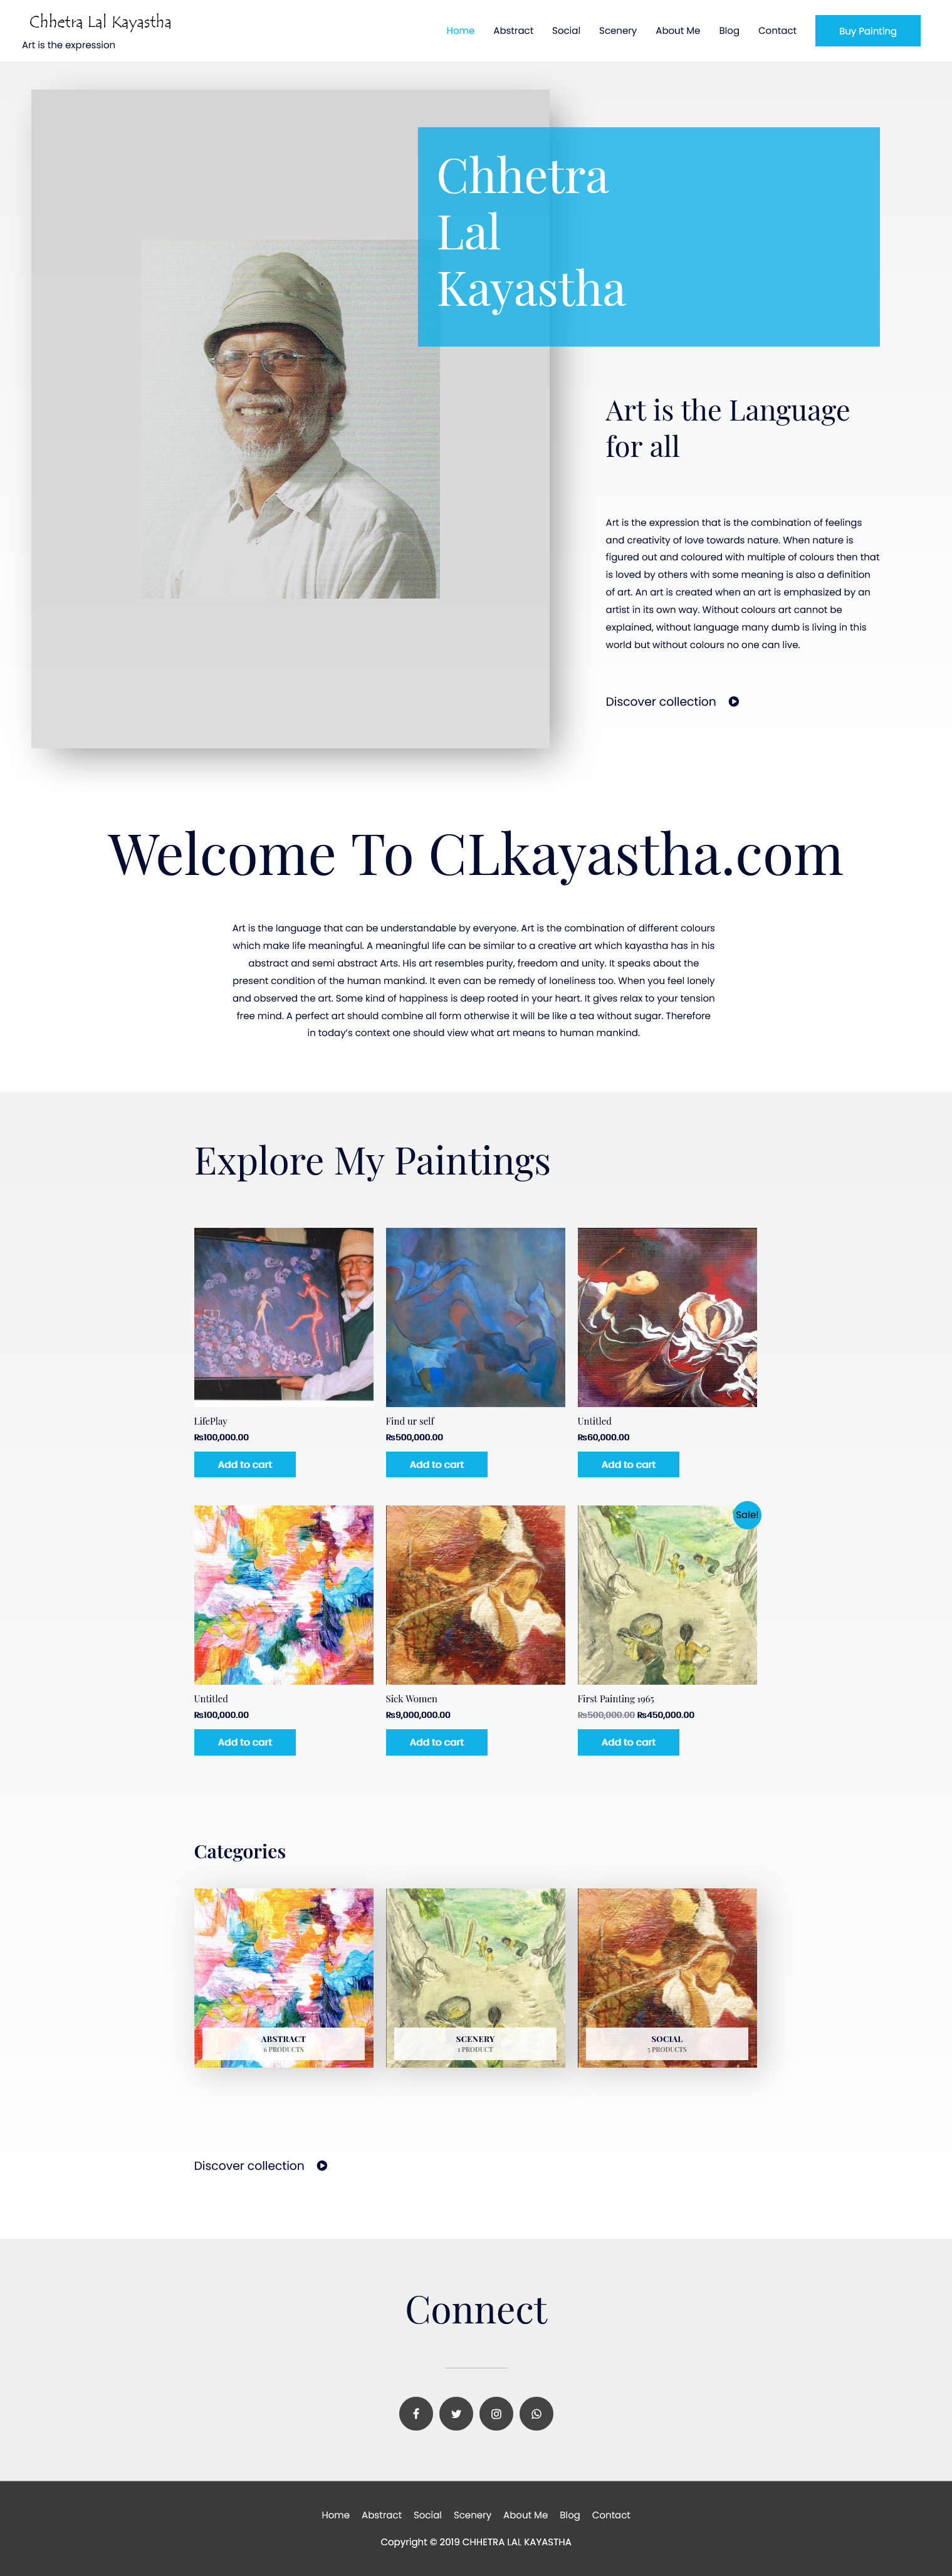 Chhetra Lal Kayastha
Art is the expression
Home Abstract Social Scenery About Me Blog Contact Buy Painting
Chhetra
Lal
Kayastha
Art is the Language
for all
Art is the expression that is the combination of feelings
and creativity of love towards nature. When nature is
figured out and coloured with multiple of colours then that
is loved by others with some meaning is also a definition
of art. An art is created when an art is emphasized by an
artist in its own way. Without colours art cannot be
explained, without language many dumb is living in this
world but without colours no one can live.
Discover collection
Welcome To CLkayastha.com
Art is the language that can be understandable by everyone. Art is the combination of different colours
which make life meaningful. A meaningful life can be similar to a creative art which kayastha has in his
abstract and semi abstract Arts. His art resembles purity, freedom and unity. It speaks about the
present condition of the human mankind. It even can be remedy of loneliness too. When you feel lonely
and observed the art. Some kind of happiness is deep rooted in your heart. It gives relax to your tension
free mind. A perfect art should combine all form otherwise it will be like a tea without sugar. Therefore
in today's context one should view what art means to human mankind.
Explore My Paintings
LifePlay
₨100,000.00
Add to cart
Find ur self
₨500,000.00
Add to cart
Untitled
₨60,000.00
Add to cart
Untitled
₨100,000.00
Add to cart
Sick Women
₨9,000,000.00
Add to cart
Sale!
First Painting 1965
₨500,000.00 ₨450,000.00
Add to cart
Categories
ABSTRACT
6 PRODUCTS
SCENERY
1 PRODUCT
SOCIAL
5 PRODUCTS
Discover collection
Connect
Home Abstract Social Scenery About Me Blog Contact
Copyright © 2019 CHHETRA LAL KAYASTHA